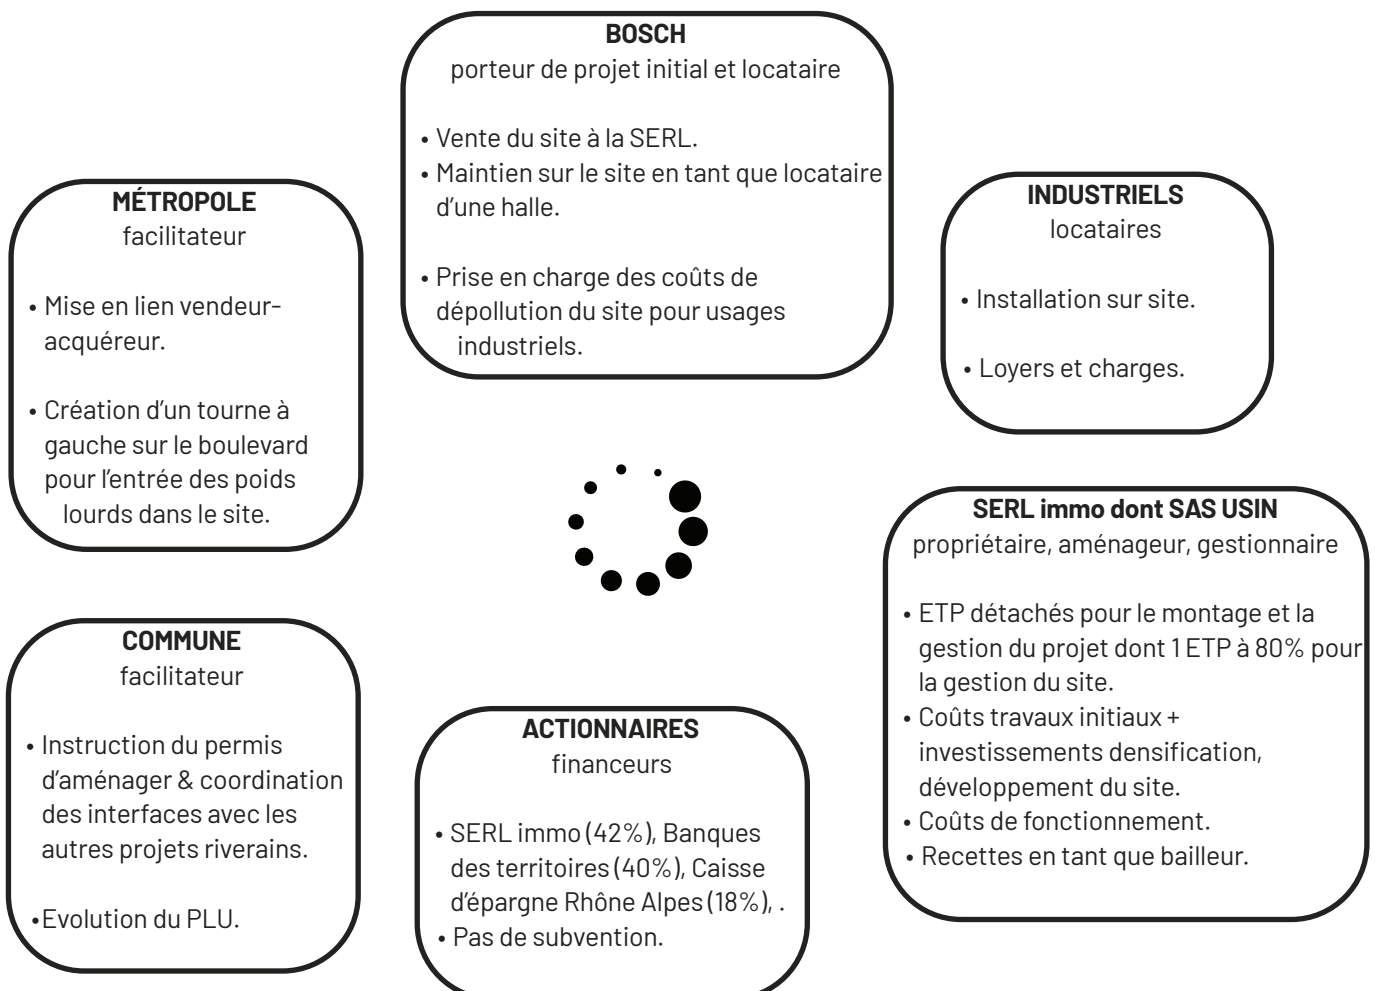 BOSCH
porteur de projet initial et locataire
• Vente du site à la SERL.
• Maintien sur le site en tant que locataire
d'une halle.
• Prise en charge des coûts de
dépollution du site pour usages
industriels.
MÉTROPOLE
facilitateur
• Mise en lien vendeur-
acquéreur.
• Création d'un tourne à
gauche sur le boulevard
pour l'entrée des poids
lourds dans le site.
INDUSTRIELS
locataires
• Installation sur site.
• Loyers et charges.
SERL immo dont SAS USIN
propriétaire, aménageur, gestionnaire
• ETP détachés pour le montage et la
gestion du projet dont 1 ETP à 80% pour
la gestion du site.
• Coûts travaux initiaux +
investissements densification,
développement du site.
• Coûts de fonctionnement.
• Recettes en tant que bailleur.
COMMUNE
facilitateur
• Instruction du permis
d'aménager & coordination
des interfaces avec les
autres projets riverains.
•Evolution du PLU.
ACTIONNAIRES
financeurs
• SERL immo (42%), Banques
des territoires (40%), Caisse
d'épargne Rhône Alpes (18%), .
• Pas de subvention.